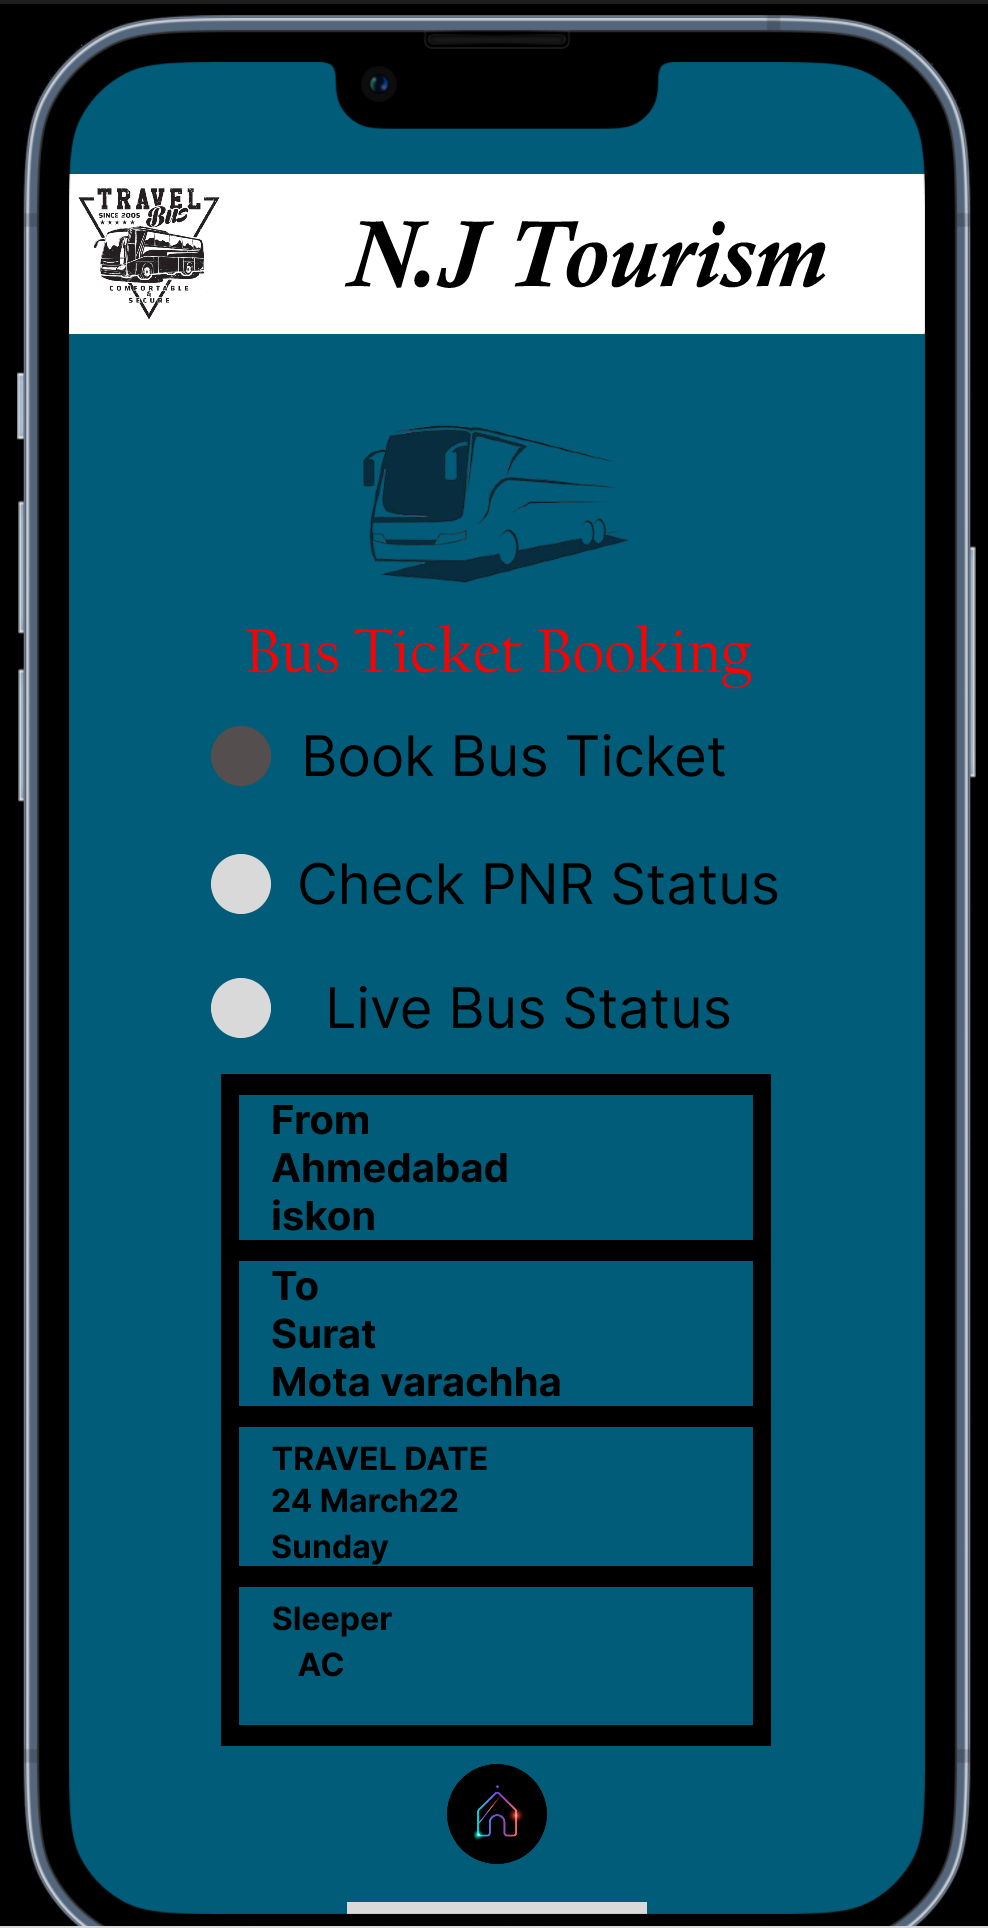 TRAVEL
SINCE 2005
Bus
COMFORTABLE
&
SECURE
N.J Tourism
Bus Ticket Booking
Book Bus Ticket
Check PNR Status
Live Bus Status
From
Ahmedabad
iskon
To
Surat
Mota varachha
TRAVEL DATE
24 March22
Sunday
Sleeper
AC